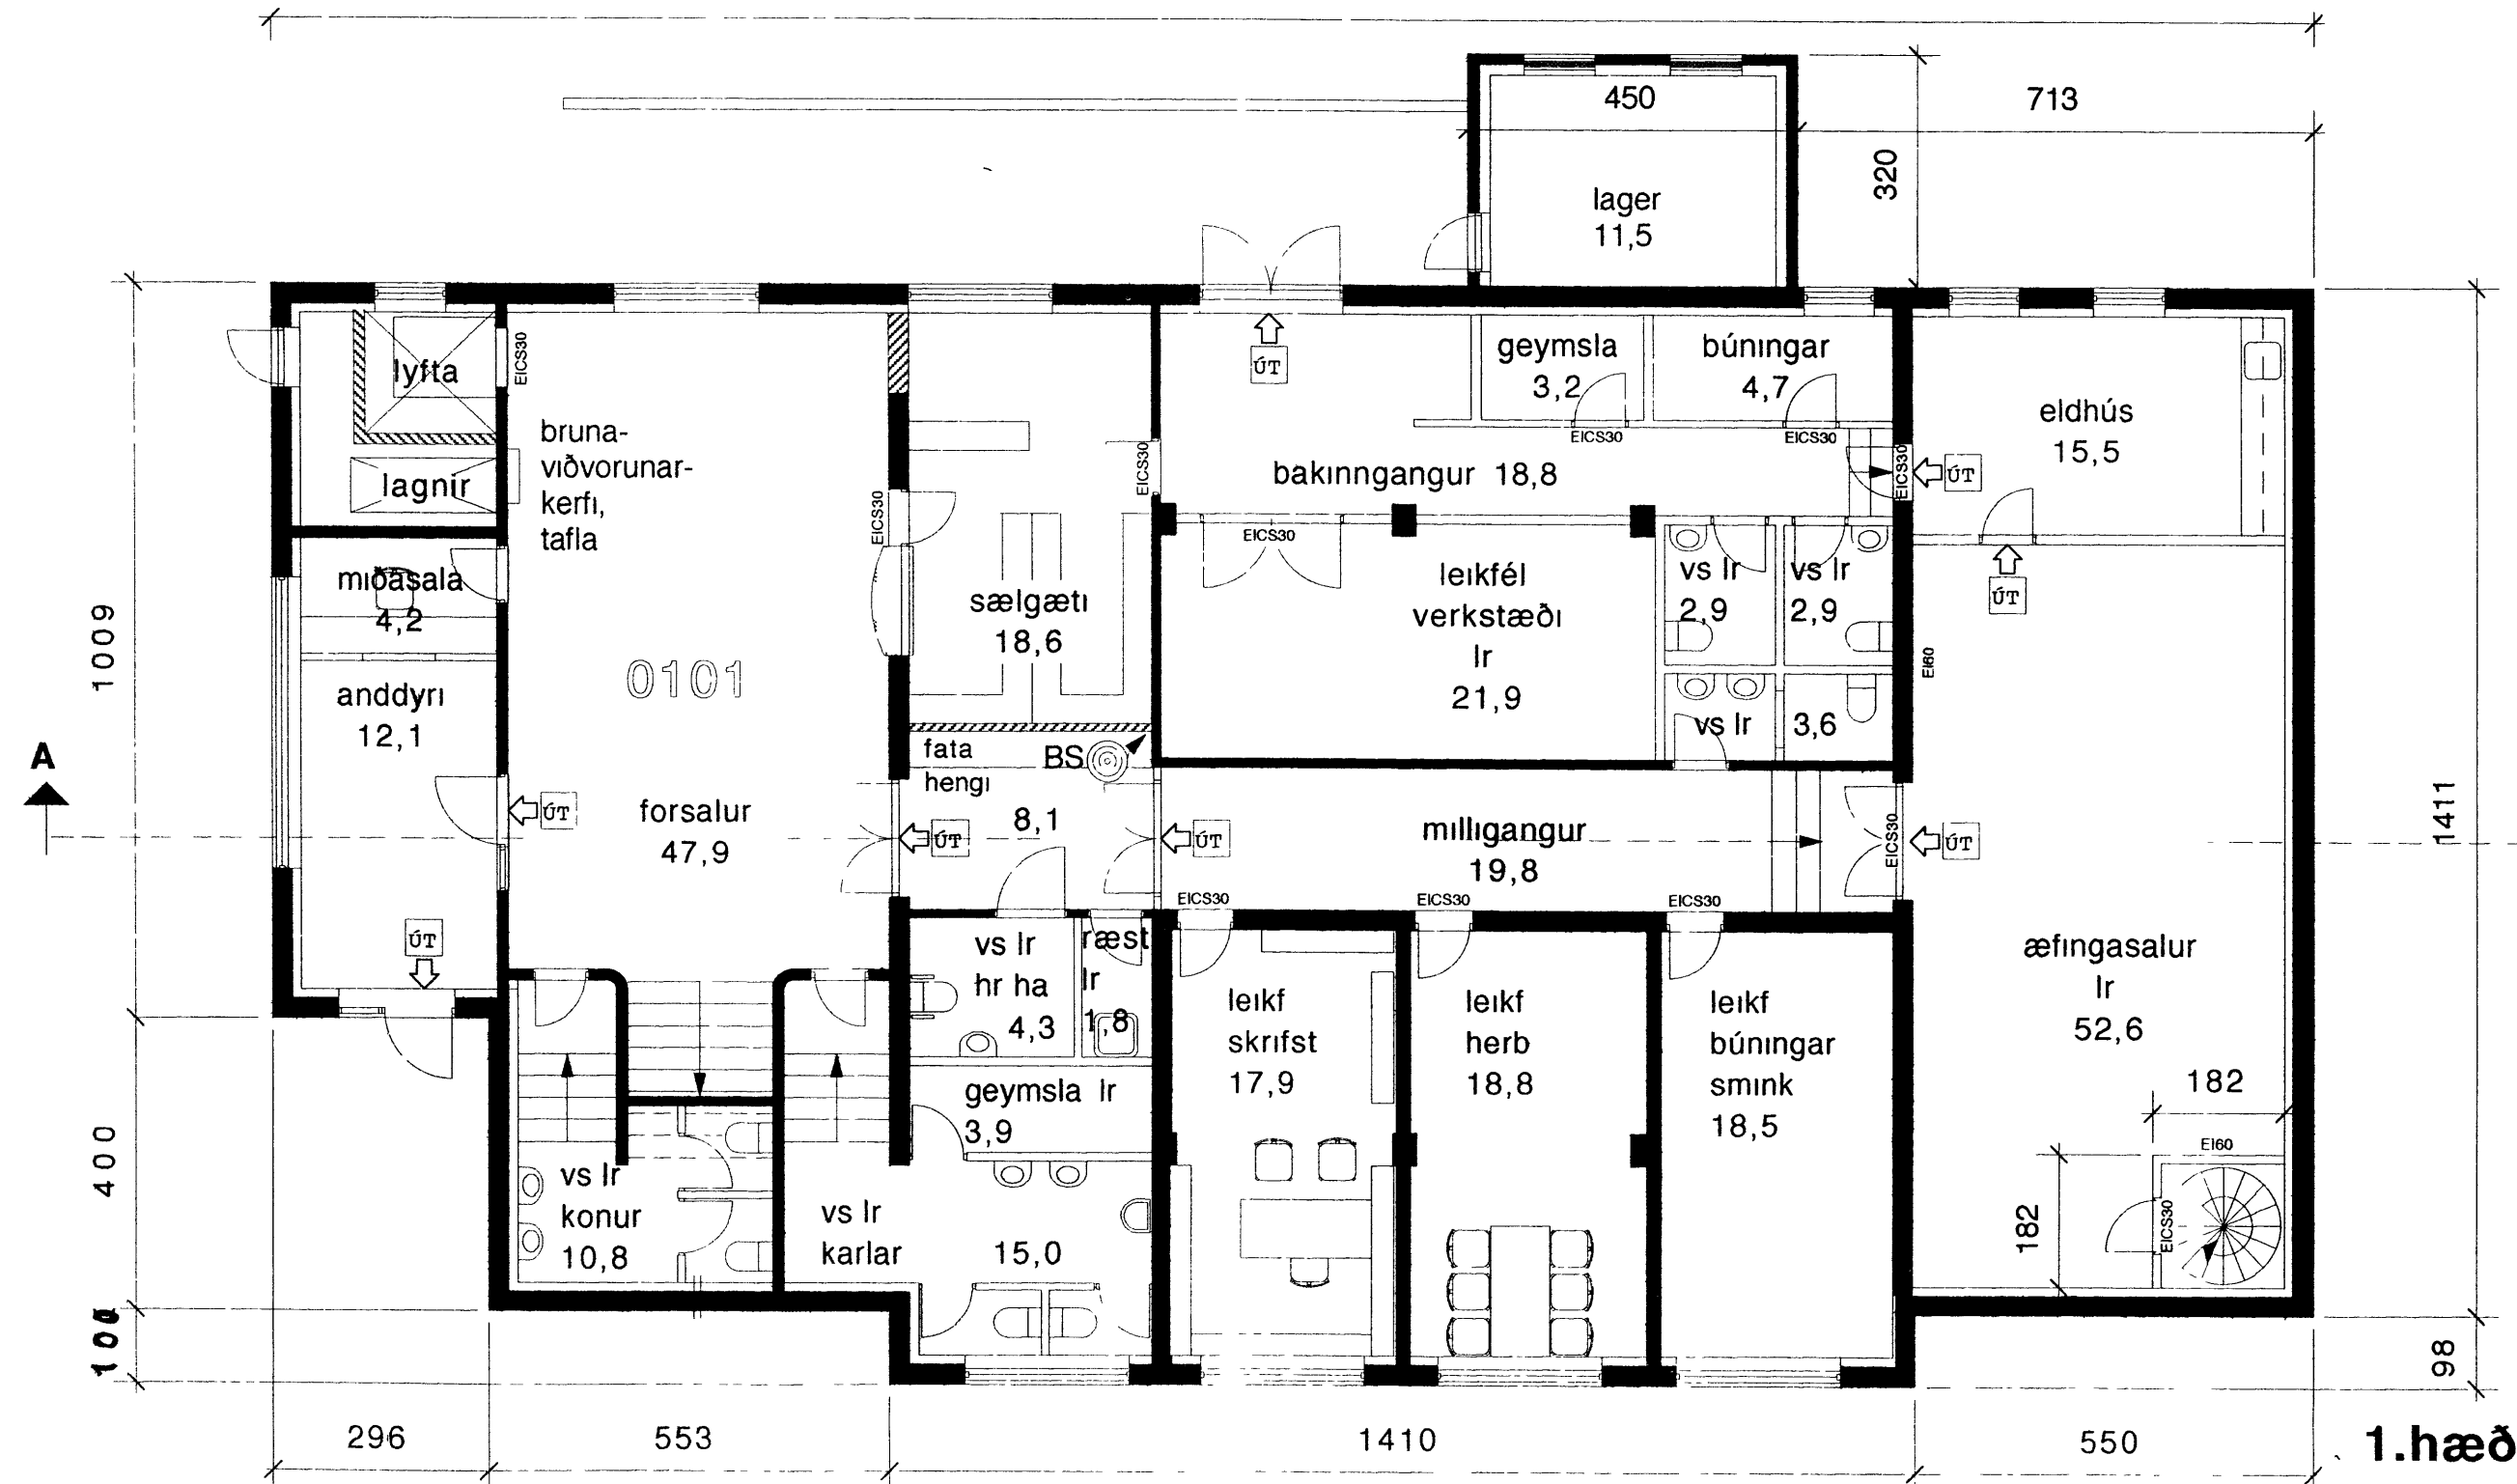 450
713
320
lager
11,5
lyfta
EICS30
lagnir
bruna-
viðvorunar-
kerfi,
tafla
ÚT
geymsla
3,2
EICS30
búningar
4,7
EICS30
eldhús
15,5
bakinngangur 18,8
EICS30
EICS30
EICS30
ÚT
EICS30
ÚT
miðasala
4,2
sælgæti
18,6
leikfél
verkstæði
lr
21,9
vs lr
2,9
vs lr
2,9
EI60
1009
0101
anddyri
12,1
vs lr
3,6
A
fata
hengi
BS
8,1
ÚT
forsalur
47,9
ÚT
ÚT
milligangur
19,8
EICS30
ÚT
1411
EICS30
EICS30
EICS30
ÚT
vs lr
hr ha
4,3
ræst
lr
1,8
leikf
skrifst
17,9
leikf
herb
18,8
leikf
búningar
smink
18,5
æfingasalur
lr
52,6
182
EI60
182
EICS30
400
geymsla lr
3,9
vs lr
konur
10,8
vs lr
karlar
15,0
98
296
553
1410
550
1.hæð